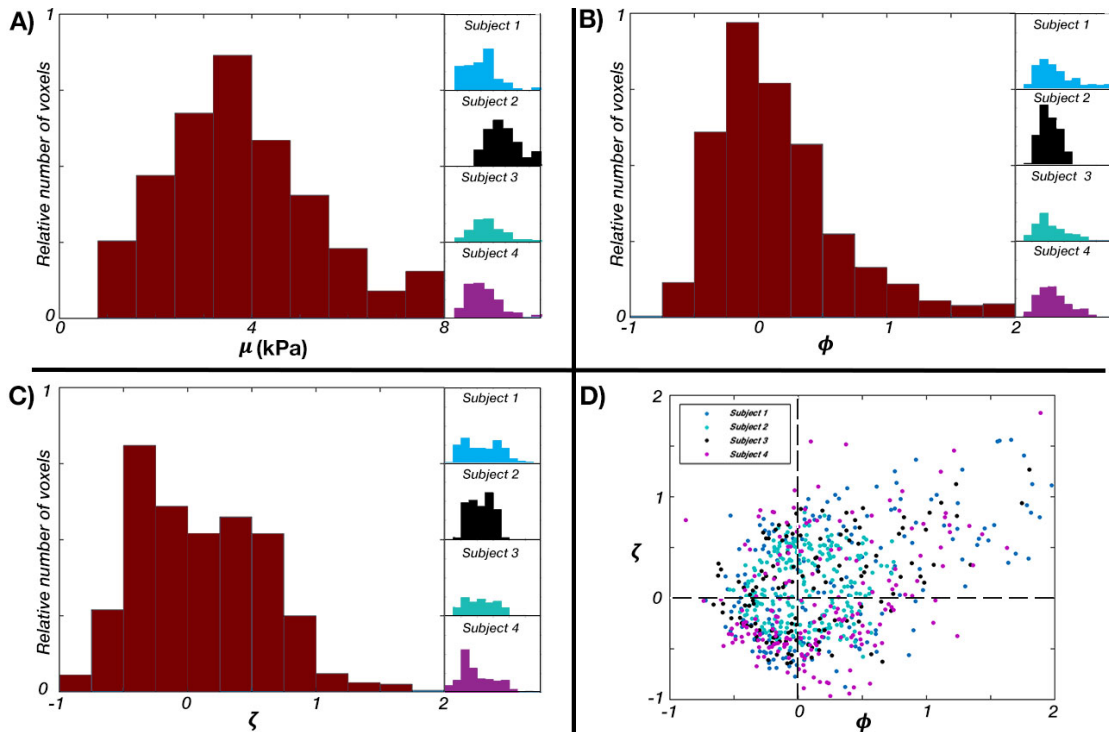 A)
Relative number of voxels
1
0
0
4
8
μ (kPa)
Subject 1
Subject 2
Subject 3
Subject 4
B)
Relative number of voxels
1
0
-1
0
1
2
ϕ
Subject 1
Subject 2
Subject 3
Subject 4
C)
Relative number of voxels
1
0
-1
0
1
2
ζ
Subject 1
Subject 2
Subject 3
Subject 4
D)
2
1
ζ
0
-1
-1
0
1
2
ϕ
Subject 1
Subject 2
Subject 3
Subject 4